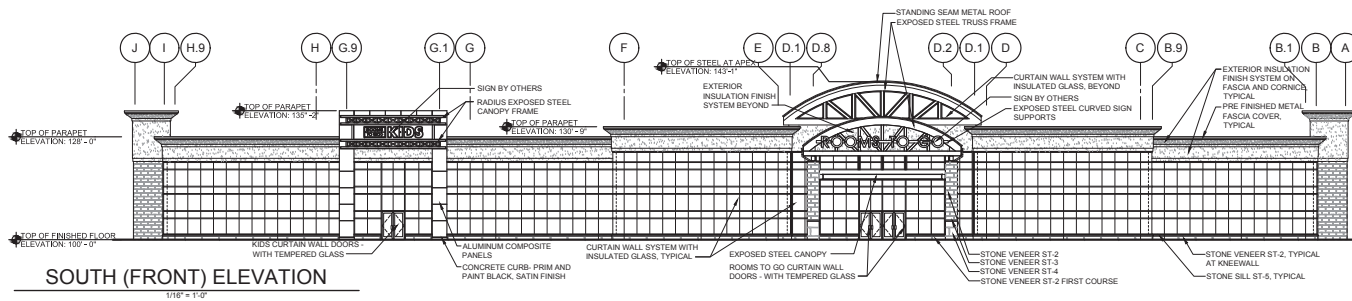 STANDING SEAM METAL ROOF
EXPOSED STEEL TRUSS FRAME
J
I
H.9
H
G.9
G.1
G
F
E
D.1
D.8
D.2
D.1
D
C
B.9
B.1
B
A
TOP OF STEEL AT APEX
ELEVATION: 143'-1"
EXTERIOR
INSULATION FINISH
SYSTEM BEYOND
CURTAIN WALL SYSTEM WITH
INSULATED GLASS, BEYOND
SIGN BY OTHERS
EXPOSED STEEL CURVED SIGN
SUPPORTS
EXTERIOR INSULATION
FINISH SYSTEM ON
FASCIA AND CORNICE,
TYPICAL
PRE FINISHED METAL
FASCIA COVER,
TYPICAL
SIGN BY OTHERS
RADIUS EXPOSED STEEL
CANOPY FRAME
TOP OF PARAPET
ELEVATION: 135'-2"
TOP OF PARAPET
ELEVATION: 130' - 9"
TOP OF PARAPET
ELEVATION: 128' - 0"
KIDS
ROOMS TO GO
TOP OF FINISHED FLOOR
ELEVATION: 100' - 0"
KIDS CURTAIN WALL DOORS -
WITH TEMPERED GLASS
ALUMINUM COMPOSITE
PANELS
CONCRETE CURB- PRIM AND
PAINT BLACK, SATIN FINISH
CURTAIN WALL SYSTEM WITH
INSULATED GLASS, TYPICAL
EXPOSED STEEL CANOPY
ROOMS TO GO CURTAIN WALL
DOORS - WITH TEMPERED GLASS
STONE VENEER ST-2
STONE VENEER ST-3
STONE VENEER ST-4
STONE VENEER ST-2 FIRST COURSE
STONE VENEER ST-2, TYPICAL
AT KNEEWALL
STONE SILL ST-5, TYPICAL
SOUTH (FRONT) ELEVATION
1/16" = 1'-0"